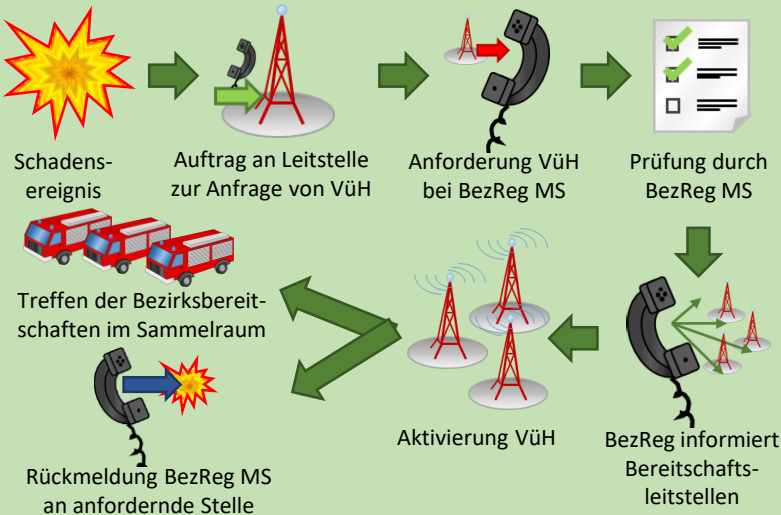 Schadens-
ereignis
Auftrag an Leitstelle
zur Anfrage von VüH
Anforderung VüH
bei BezReg MS
Prüfung durch
BezReg MS
BezReg informiert
Bereitschafts-
leitstellen
Aktivierung VüH
Treffen der Bezirksbereit-
schaften im Sammelraum
Rückmeldung BezReg MS
an anfordernde Stelle